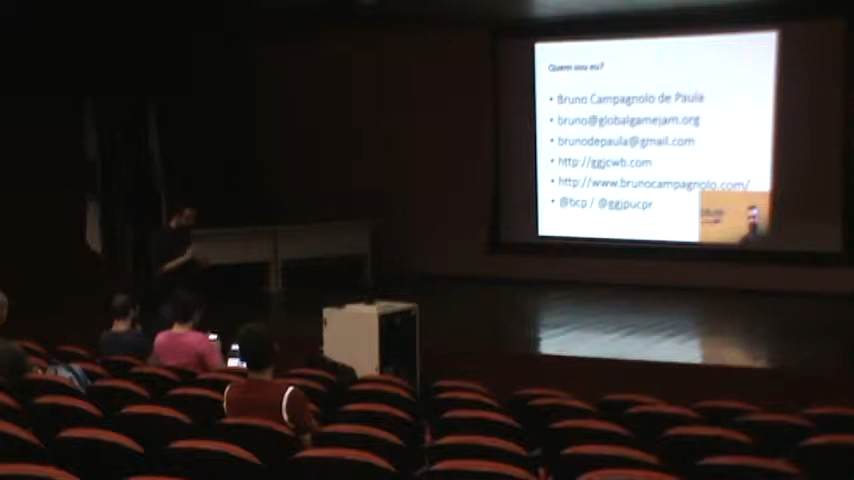 Quem sou eu?
• Bruno Campagnolo de Paula
• bruno@globalgamejam.org
• brunodepaula@gmail.com
• http://ggjcwb.com
• http://www.brunocampagnolo.com/
• @bcp / @ggjpucpr